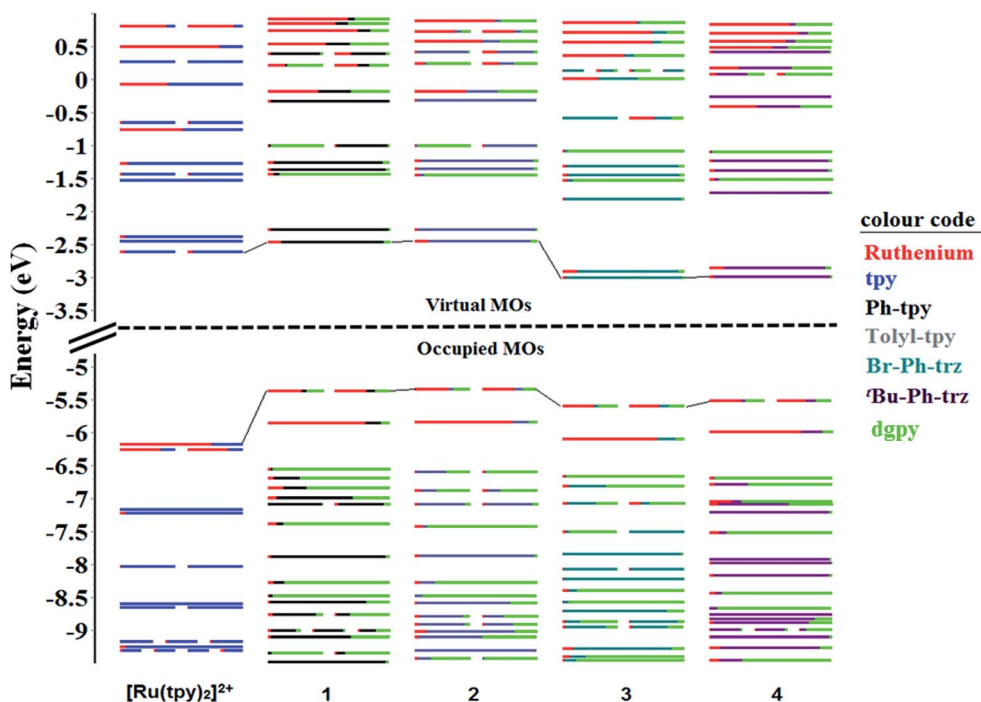 Energy (eV)
0.5
0
-0.5
-1
-1.5
-2
-2.5
-3
-3.5
Virtual MOs
Occupied MOs
-5
-5.5
-6
-6.5
-7
-7.5
-8
-8.5
-9
[Ru(tpy)₂]²⁺
1
2
3
4
colour code
Ruthenium
tpy
Ph-tpy
Tolyl-tpy
Br-Ph-trz
ᵗBu-Ph-trz
dgpy